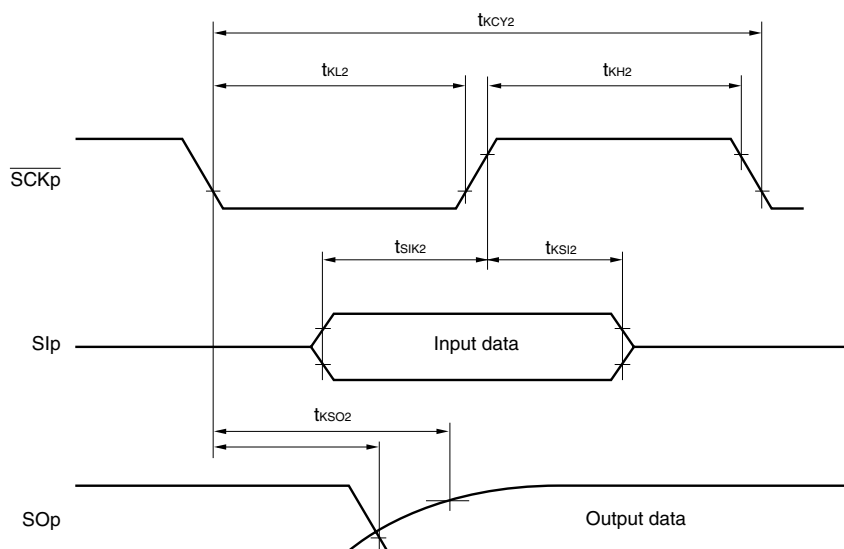 tKCY2
tKL2
tKH2
SCKp
tSIK2
tKSI2
SIp
Input data
tKSO2
SOp
Output data